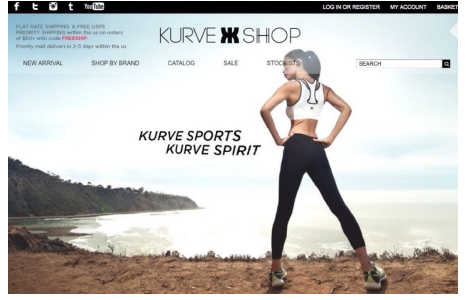 f t t You Tube LOG IN OR REGISTER MY ACCOUNT BASKET
FLAT RATE SHIPPING & FREE USPS
PRIORITY SHIPPING within the us on orders
of $50+ with code FREESHIP.
Priority mail delivers in 2-3 days within the us
KURVE SHOP
NEW ARRIVAL SHOP BY BRAND CATALOG SALE STOCKISTS SEARCH
KURVE SPORTS
KURVE SPIRIT